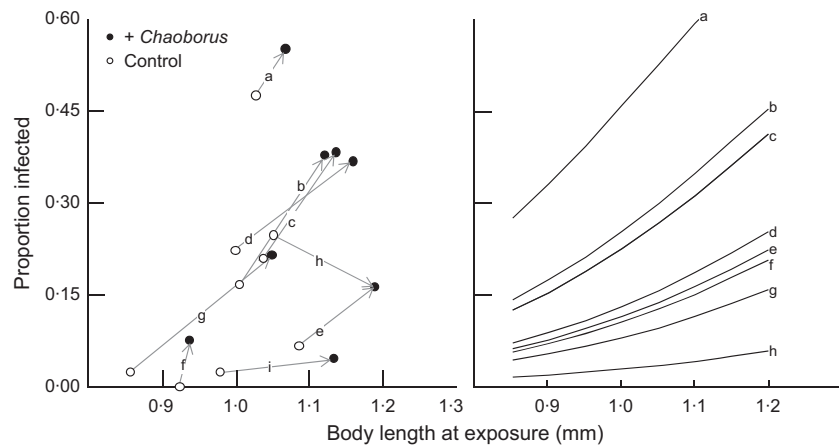 0·60
+ Chaoborus
Control
0·45
0·30
0·15
0·00
Proportion infected
a
b
d
c
h
g
e
f
i
0·9
1·0
1·1
1·2
1·3
a
b
c
d
e
f
g
h
0·9
1·0
1·1
1·2
Body length at exposure (mm)